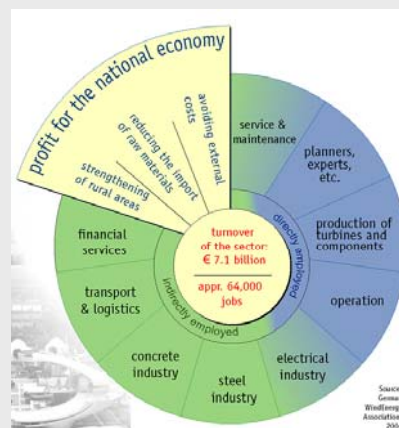 profit for the national economy
strengthening
of rural areas
reducing the import
of raw materials
avoiding external
costs
service &
maintenance
planners,
experts,
etc.
production of
turbines and
components
operation
electrical
industry
steel
industry
concrete
industry
transport
& logistics
financial
services
directly employed
indirectly employed
turnover
of the sector:
€ 7.1 billion
appr. 64,000
jobs
Source
German
WindEnergy
Association